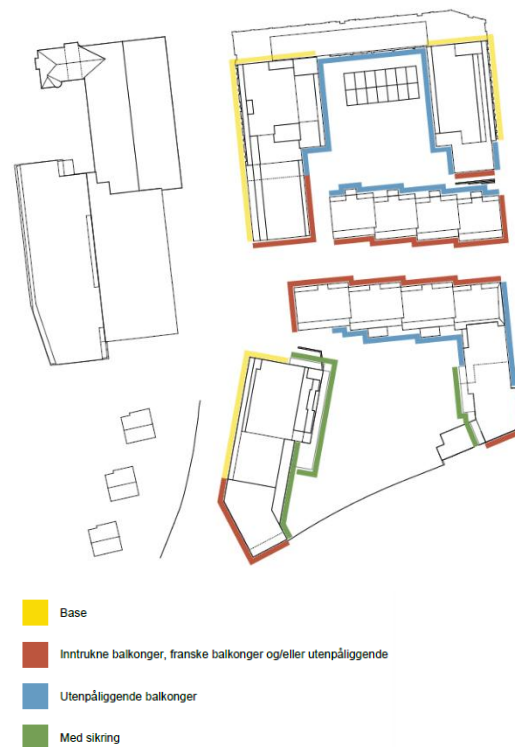 Base
Inntrukne balkonger, franske balkonger og/eller utenpåliggende
Utenpåliggende balkonger
Med sikring